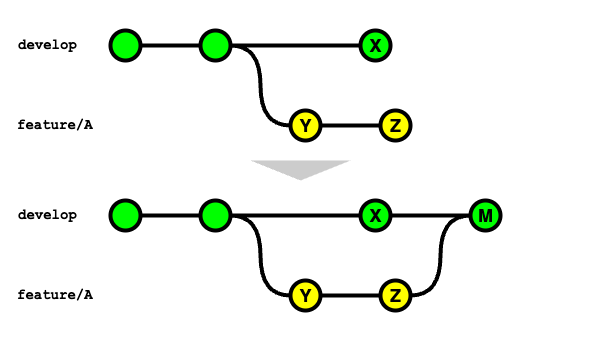 develop X
feature/A Y Z
develop X M
feature/A Y Z